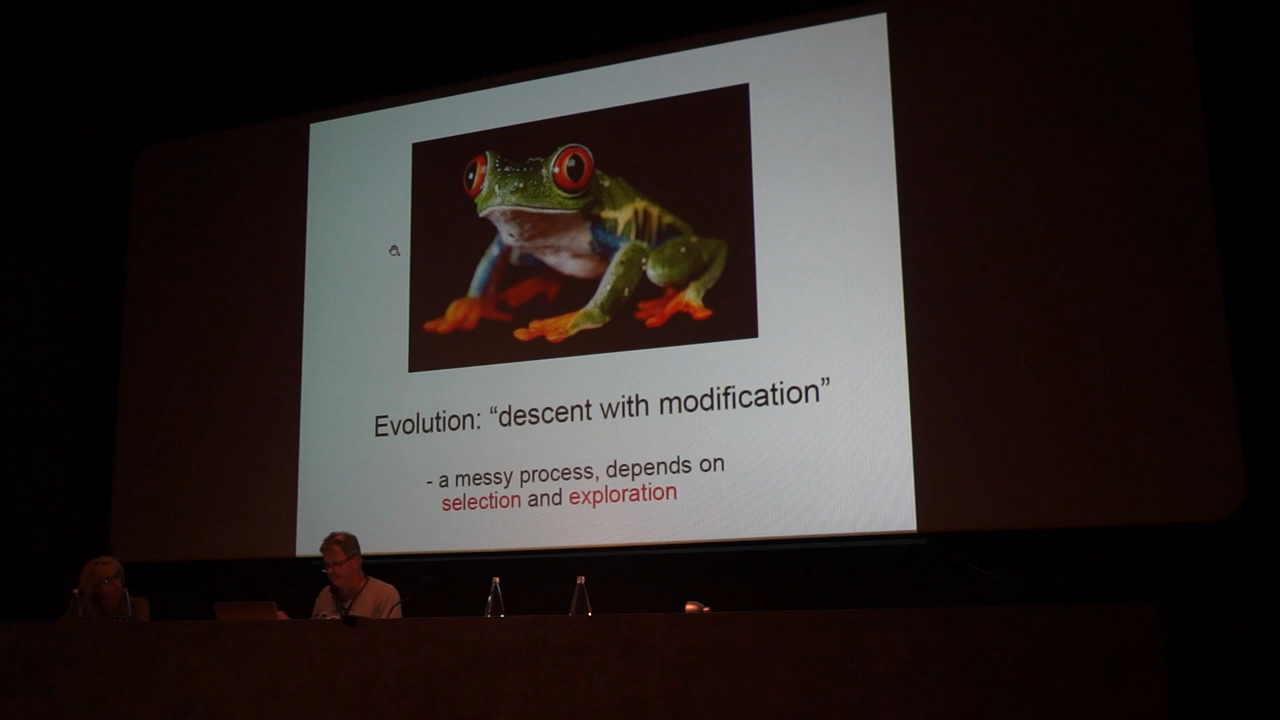 Evolution: “descent with modification”
- a messy process, depends on
selection and exploration